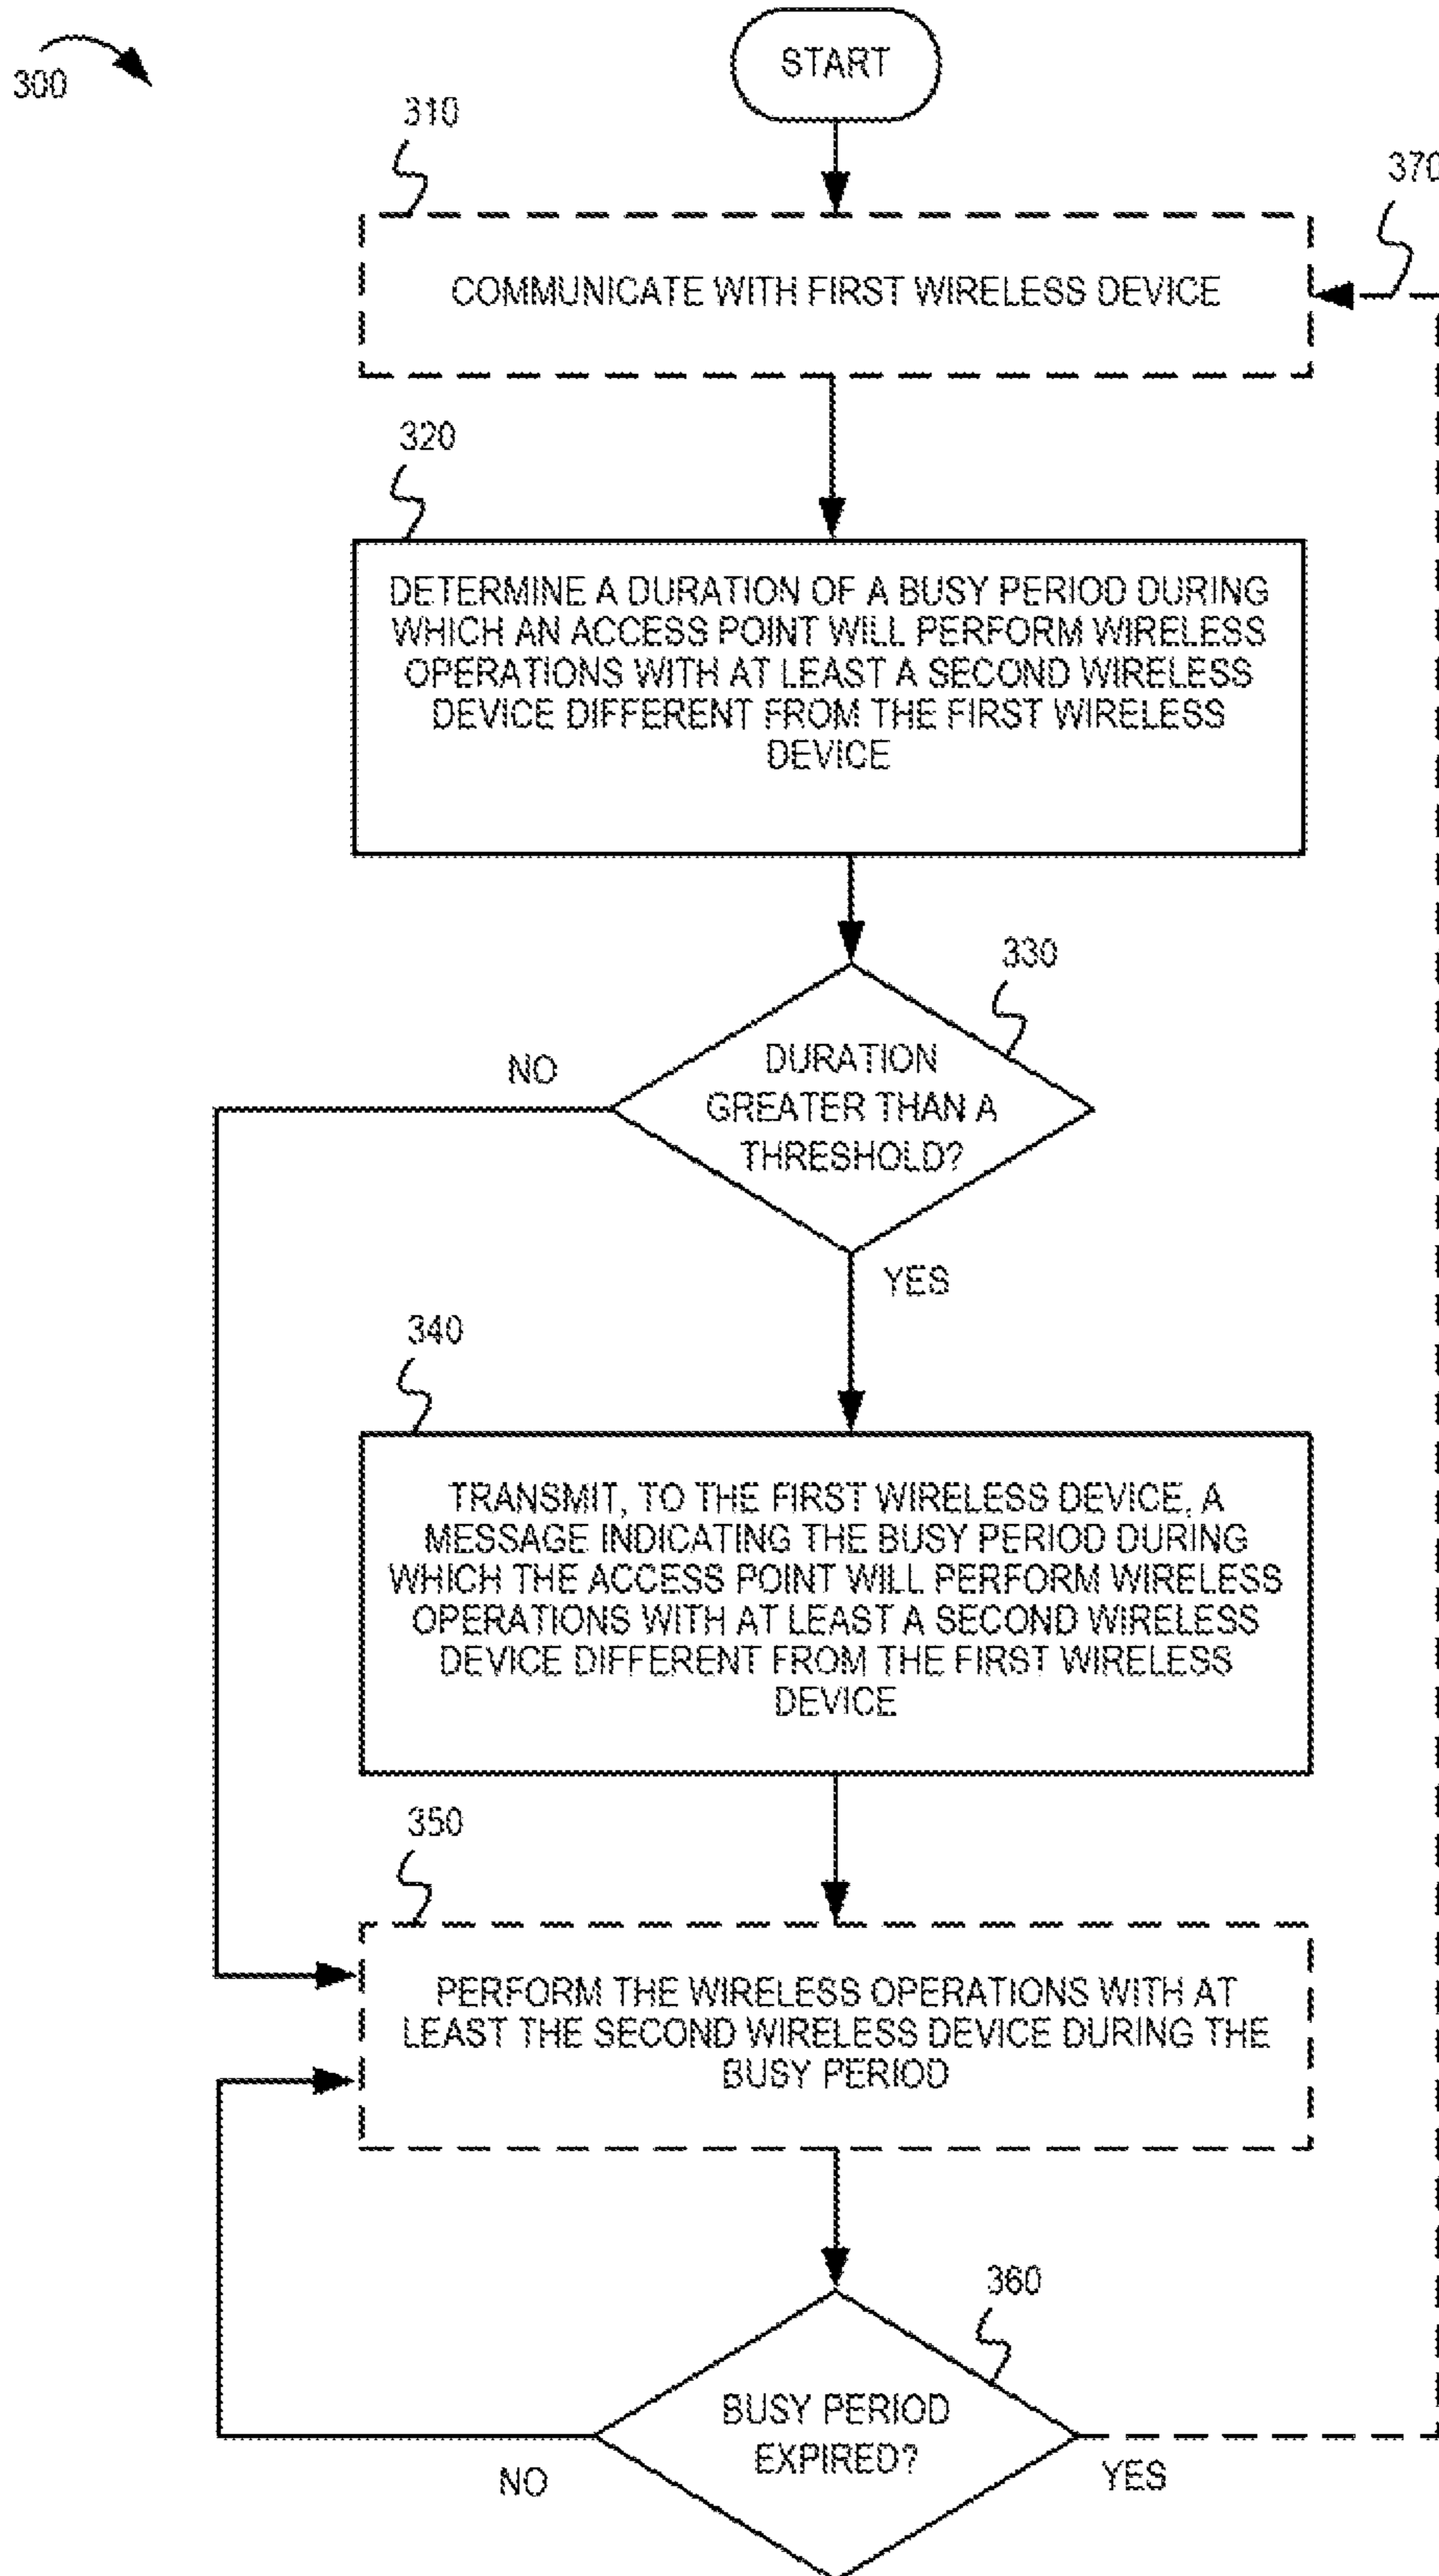 300
START
310
370
COMMUNICATE WITH FIRST WIRELESS DEVICE
320
DETERMINE A DURATION OF A BUSY PERIOD DURING
WHICH AN ACCESS POINT WILL PERFORM WIRELESS
OPERATIONS WITH AT LEAST A SECOND WIRELESS
DEVICE DIFFERENT FROM THE FIRST WIRELESS
DEVICE
330
NO
DURATION
GREATER THAN A
THRESHOLD?
YES
340
TRANSMIT, TO THE FIRST WIRELESS DEVICE, A
MESSAGE INDICATING THE BUSY PERIOD DURING
WHICH THE ACCESS POINT WILL PERFORM WIRELESS
OPERATIONS WITH AT LEAST A SECOND WIRELESS
DEVICE DIFFERENT FROM THE FIRST WIRELESS
DEVICE
350
PERFORM THE WIRELESS OPERATIONS WITH AT
LEAST THE SECOND WIRELESS DEVICE DURING THE
BUSY PERIOD
360
BUSY PERIOD
EXPIRED?
NO
YES